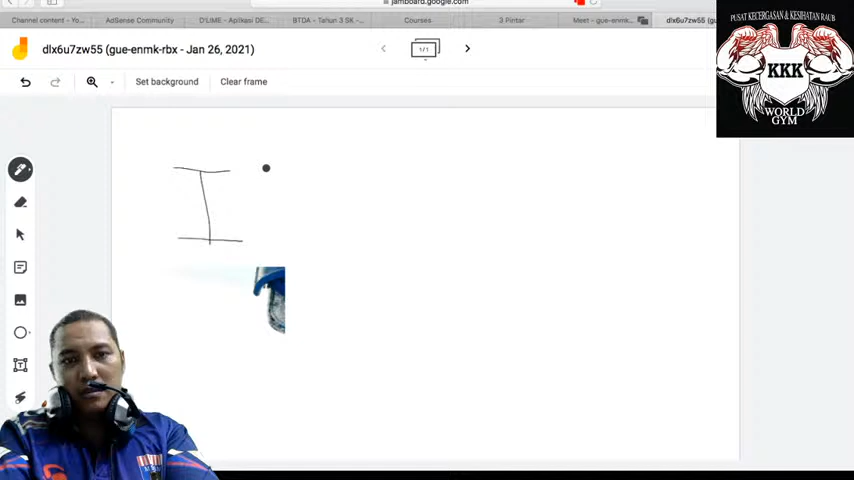 jamboard.google.com
Channel content - Yo...
AdSense Community
D'LIME - Aplikasi DE...
BTDA - Tahun 3 SK -...
Courses
3 Pintar
Meet - gue-enmk...
dlx6u7zw55 (gu
dlx6u7zw55 (gue-enmk-rbx - Jan 26, 2021)
1/1
Set background
Clear frame
I
PUSAT KECERGASAN & KESIHATAN RAUB
KKK
WORLD
GYM